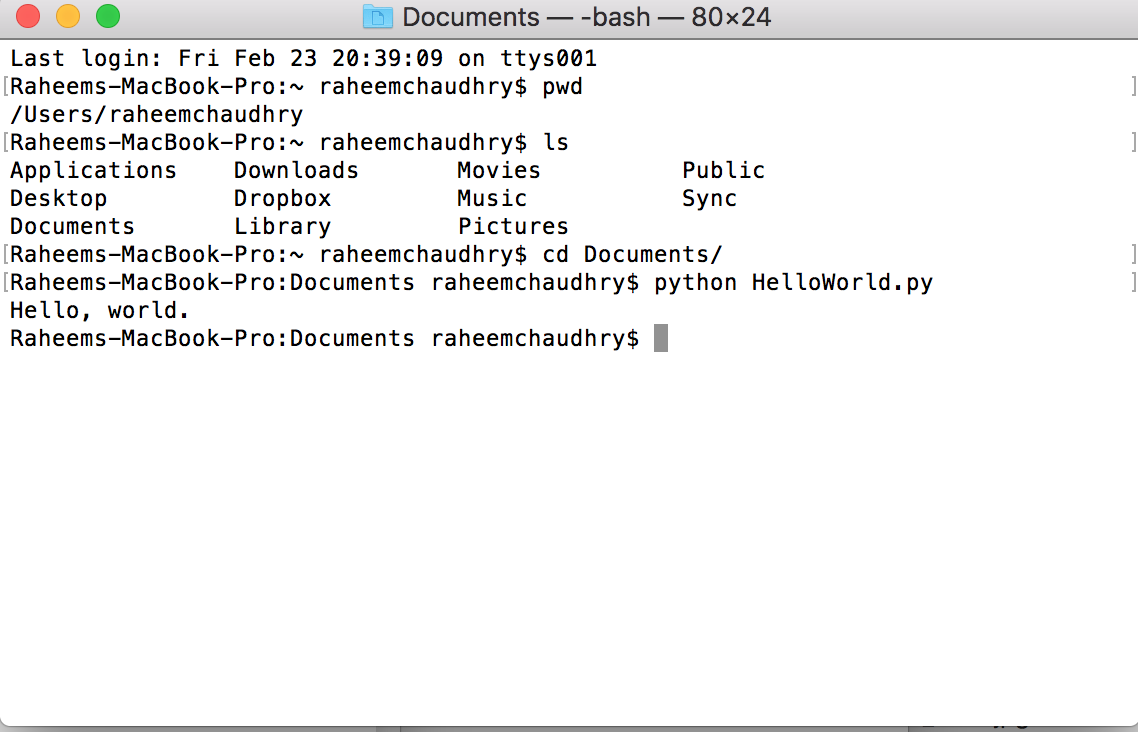 Documents — -bash — 80×24
Last login: Fri Feb 23 20:39:09 on ttys001
[Raheems-MacBook-Pro:~ raheemchaudhry$ pwd ]
/Users/raheemchaudhry
[Raheems-MacBook-Pro:~ raheemchaudhry$ ls ]
Applications Downloads Movies Public
Desktop Dropbox Music Sync
Documents Library Pictures
[Raheems-MacBook-Pro:~ raheemchaudhry$ cd Documents/ ]
[Raheems-MacBook-Pro:Documents raheemchaudhry$ python HelloWorld.py ]
Hello, world.
Raheems-MacBook-Pro:Documents raheemchaudhry$